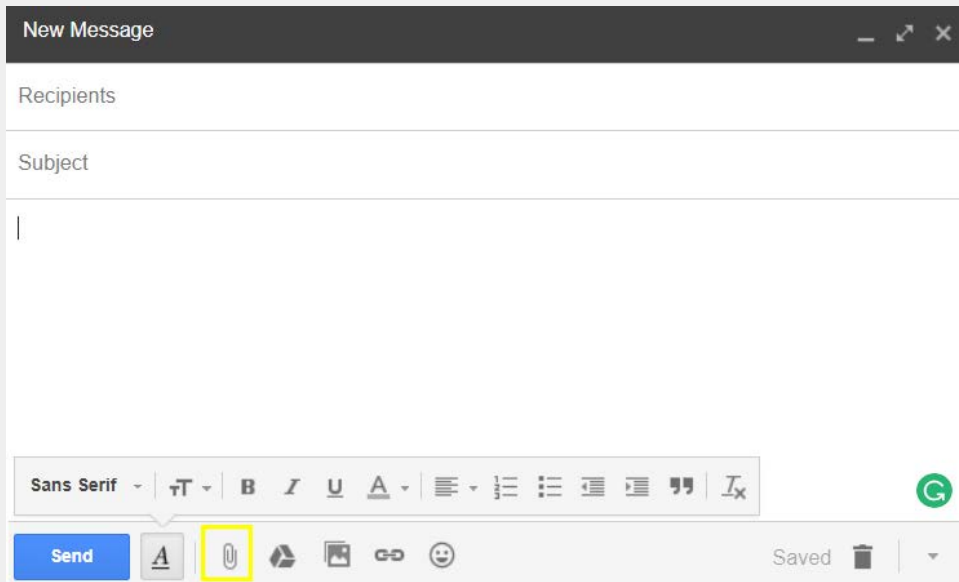 New Message
Recipients
Subject
Sans Serif
Send
Saved